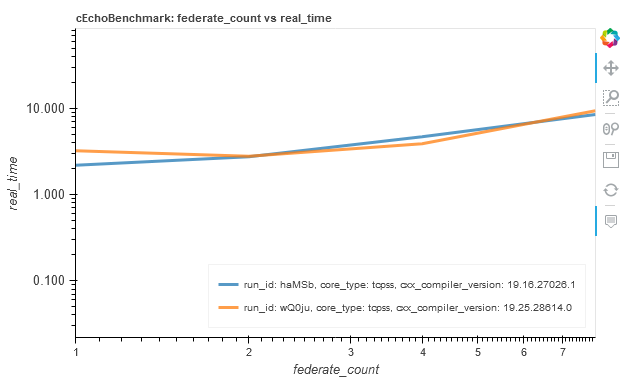 cEchoBenchmark: federate_count vs real_time
10.000
1.000
0.100
real_time
run_id: haMSb, core_type: tcpss, cxx_compiler_version: 19.16.27026.1
run_id: wQ0ju, core_type: tcpss, cxx_compiler_version: 19.25.28614.0
1 2 3 4 5 6 7
federate_count